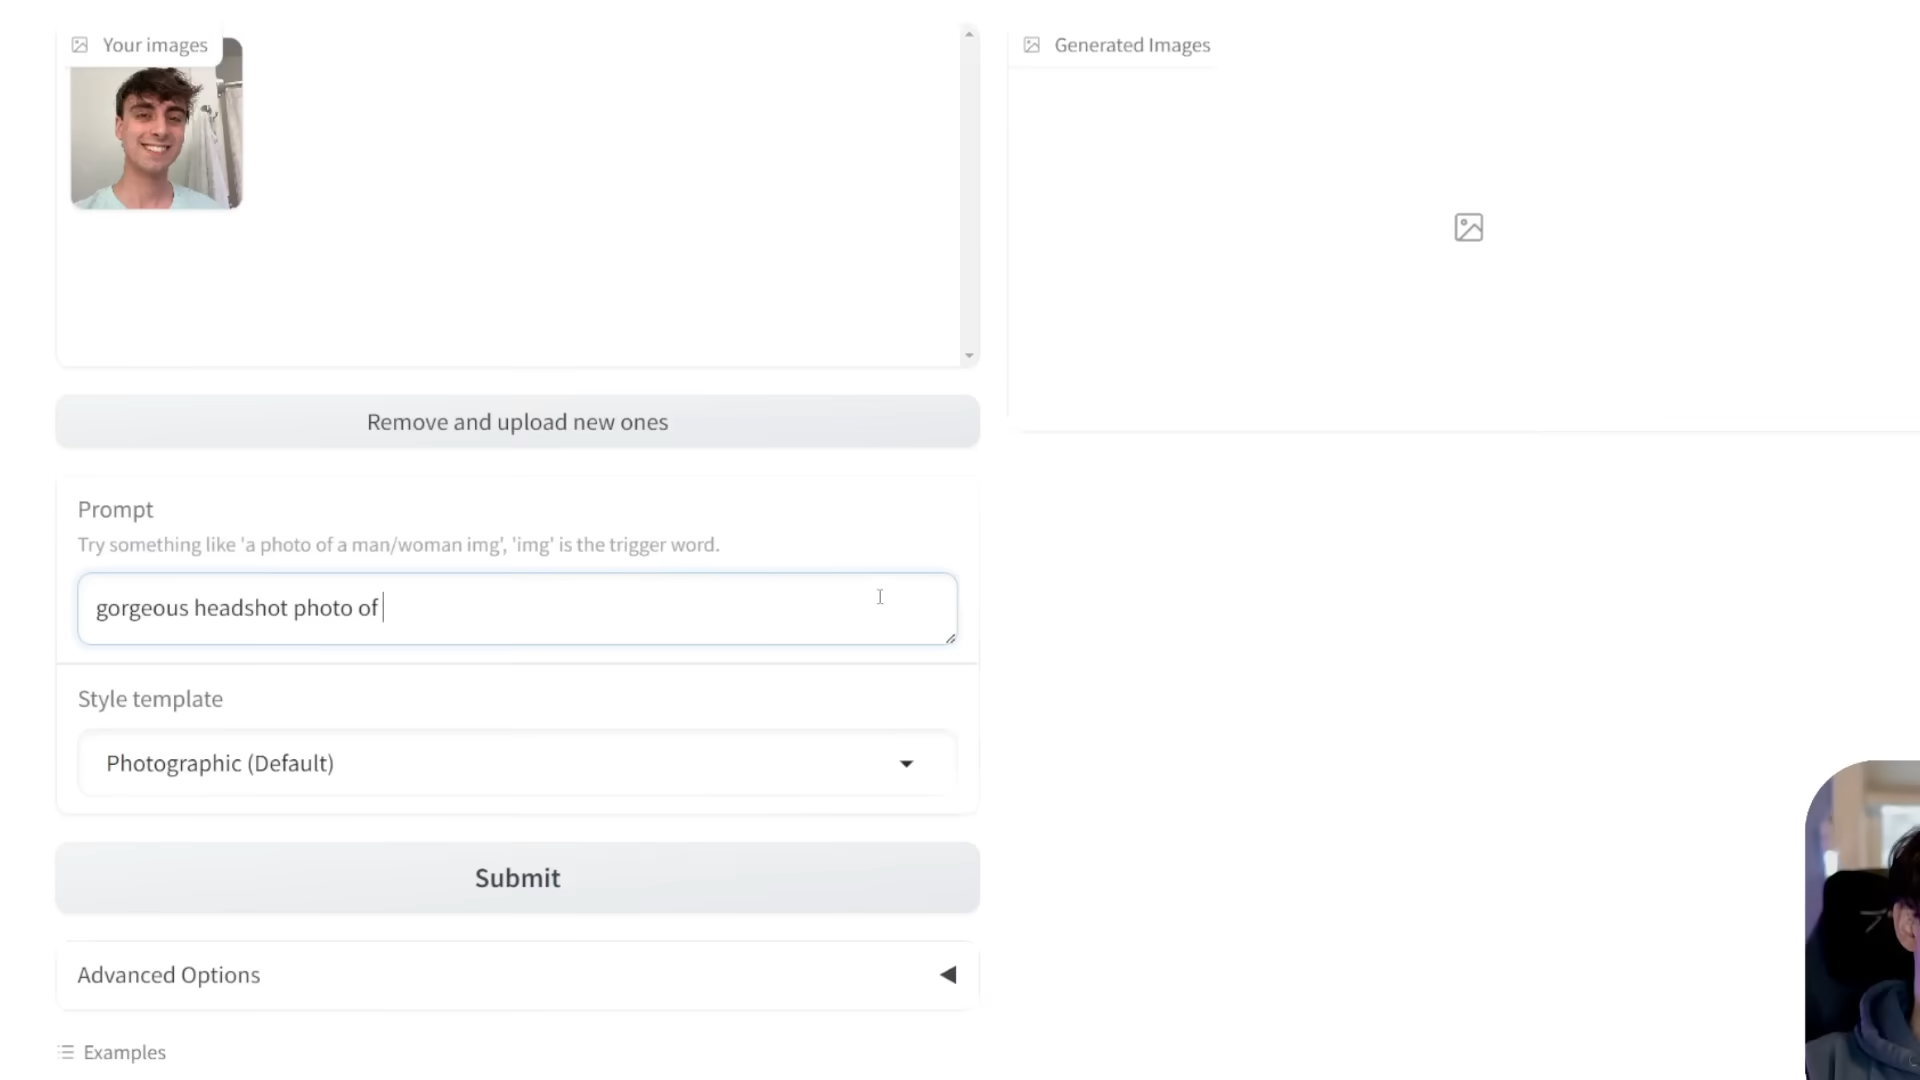 Your images
Generated Images
Remove and upload new ones
Prompt
Try something like 'a photo of a man/woman img', 'img' is the trigger word.
gorgeous headshot photo of
Style template
Photographic (Default)
Submit
Advanced Options
Examples